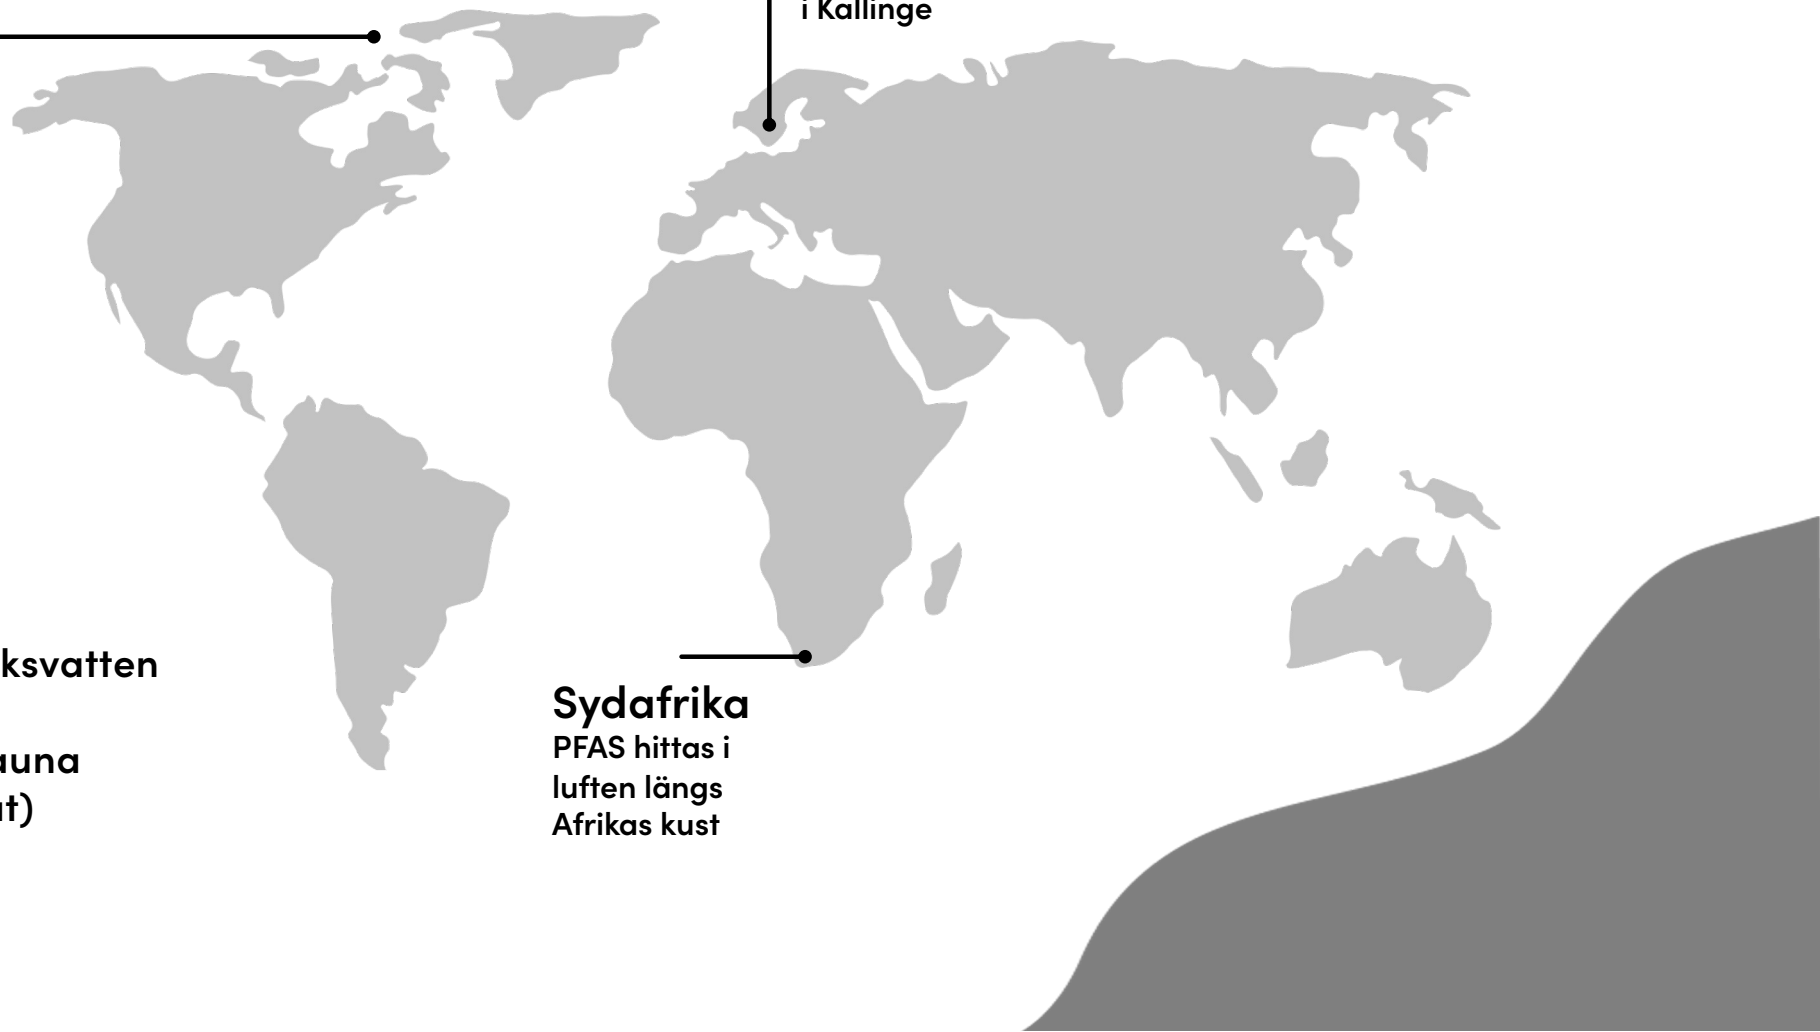 i Kallinge
ksvatten
auna
t)
Sydafrika
PFAS hittas i
luften längs
Afrikas kust